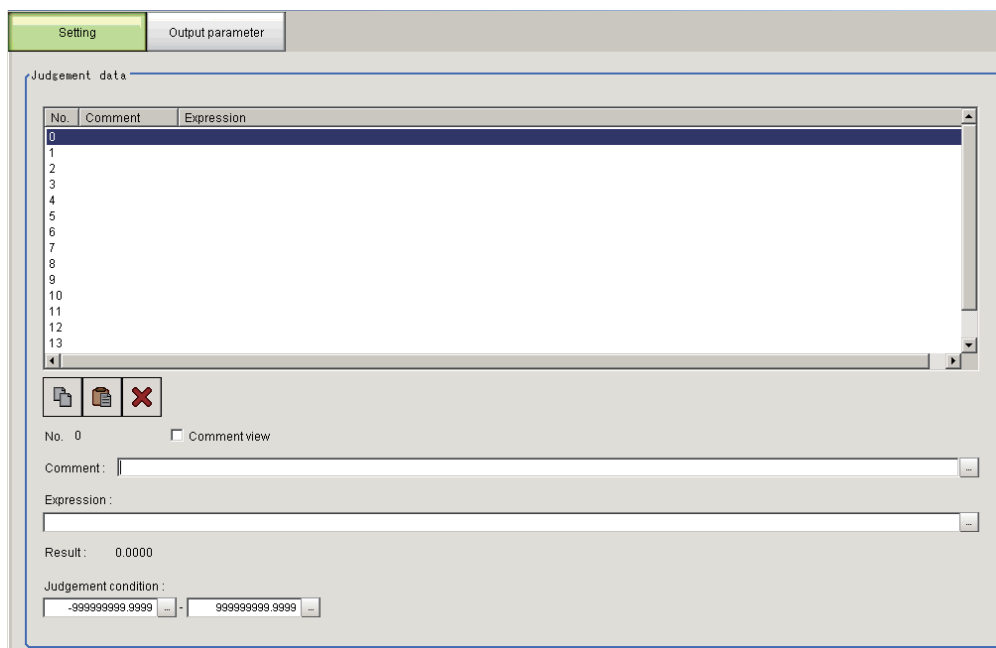 Setting Output parameter
Judgement data
No. Comment Expression
0
1
2
3
4
5
6
7
8
9
10
11
12
13
No. 0 Comment view
Comment : ...
Expression :
...
Result : 0.0000
Judgement condition :
-999999999.9999 ... - 999999999.9999 ...